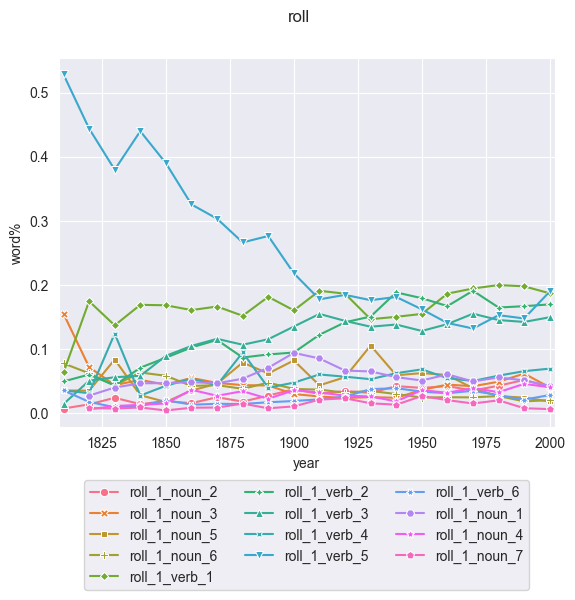 roll
0.5
0.4
0.3
0.2
0.1
0.0
word%
1825 1850 1875 1900 1925 1950 1975 2000
year
roll_1_noun_2 roll_1_verb_2 roll_1_verb_6
roll_1_noun_3 roll_1_verb_3 roll_1_noun_1
roll_1_noun_5 roll_1_verb_4 roll_1_noun_4
roll_1_noun_6 roll_1_verb_5 roll_1_noun_7
roll_1_verb_1